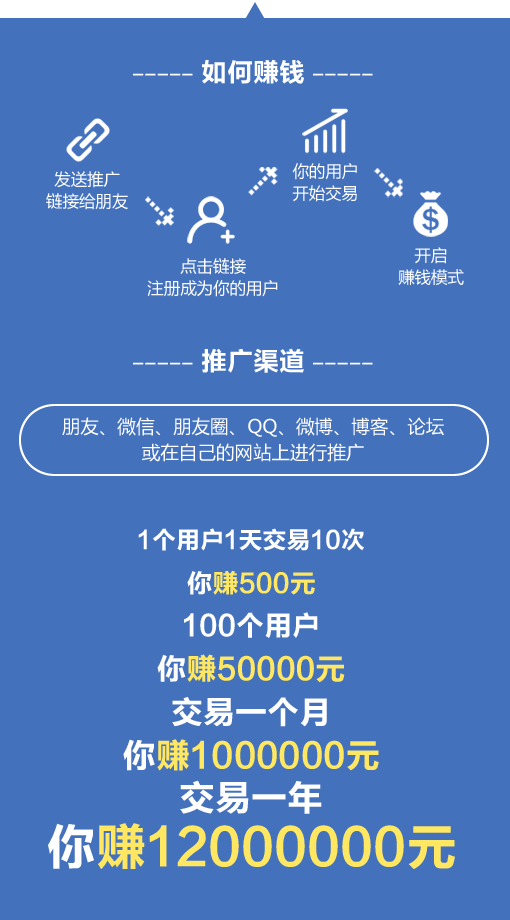 如何赚钱
发送推广
链接给朋友
点击链接
注册成为你的用户
你的用户
开始交易
开启
赚钱模式
推广渠道
朋友、微信、朋友圈、QQ、微博、博客、论坛
或在自己的网站上进行推广
1个用户1天交易10次
你赚500元
100个用户
你赚50000元
交易一个月
你赚1000000元
交易一年
你赚12000000元